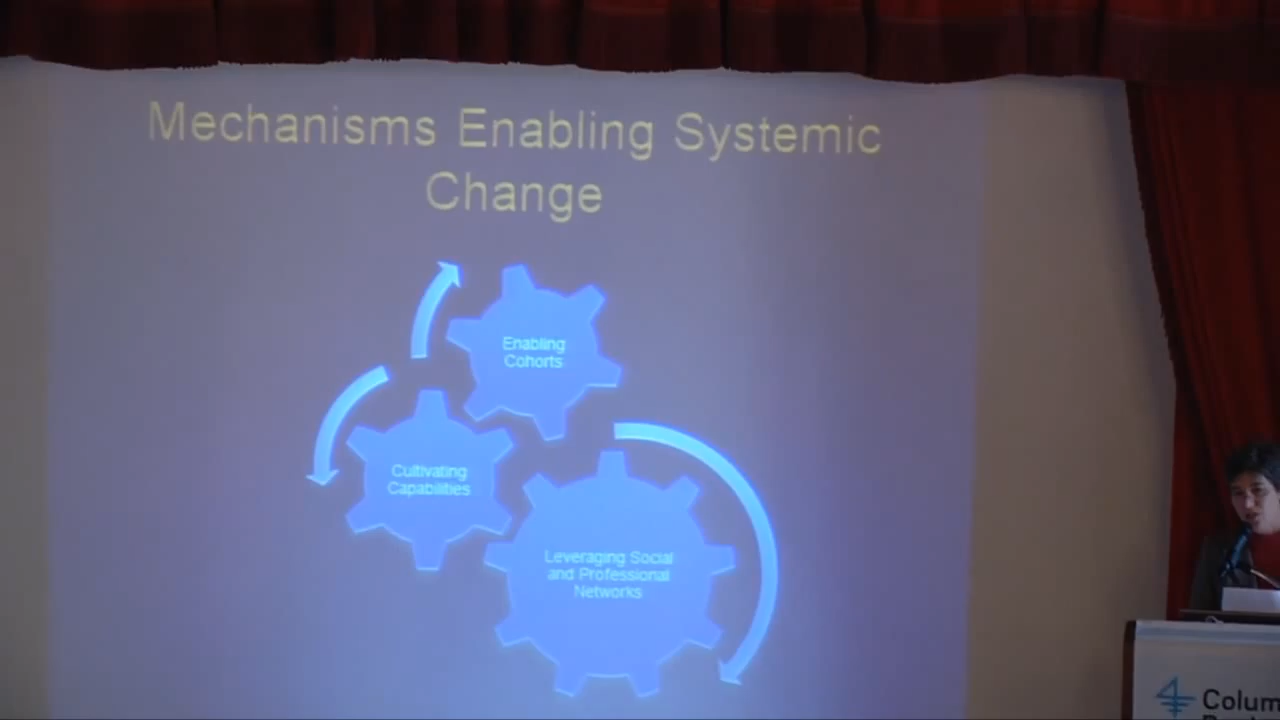 Mechanisms Enabling Systemic
Change
Enabling
Cohorts
Cultivating
Capabilities
Leveraging Social
and Professional
Networks
Colum